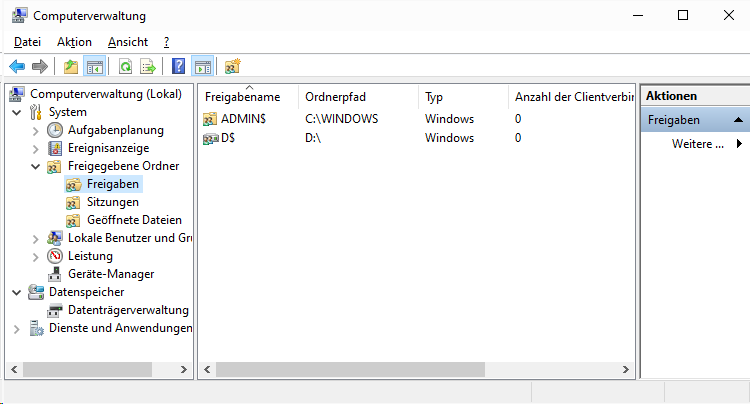 Computerverwaltung
Datei Aktion Ansicht ?
Computerverwaltung (Lokal)
System
Aufgabenplanung
Ereignisanzeige
Freigegebene Ordner
Freigaben
Sitzungen
Geöffnete Dateien
Lokale Benutzer und Gru
Leistung
Geräte-Manager
Datenspeicher
Datenträgerverwaltung
Dienste und Anwendungen
Freigabename Ordnerpfad Typ Anzahl der Clientverbin
ADMIN$ C:\WINDOWS Windows 0
D$ D:\ Windows 0
Aktionen
Freigaben
Weitere ...